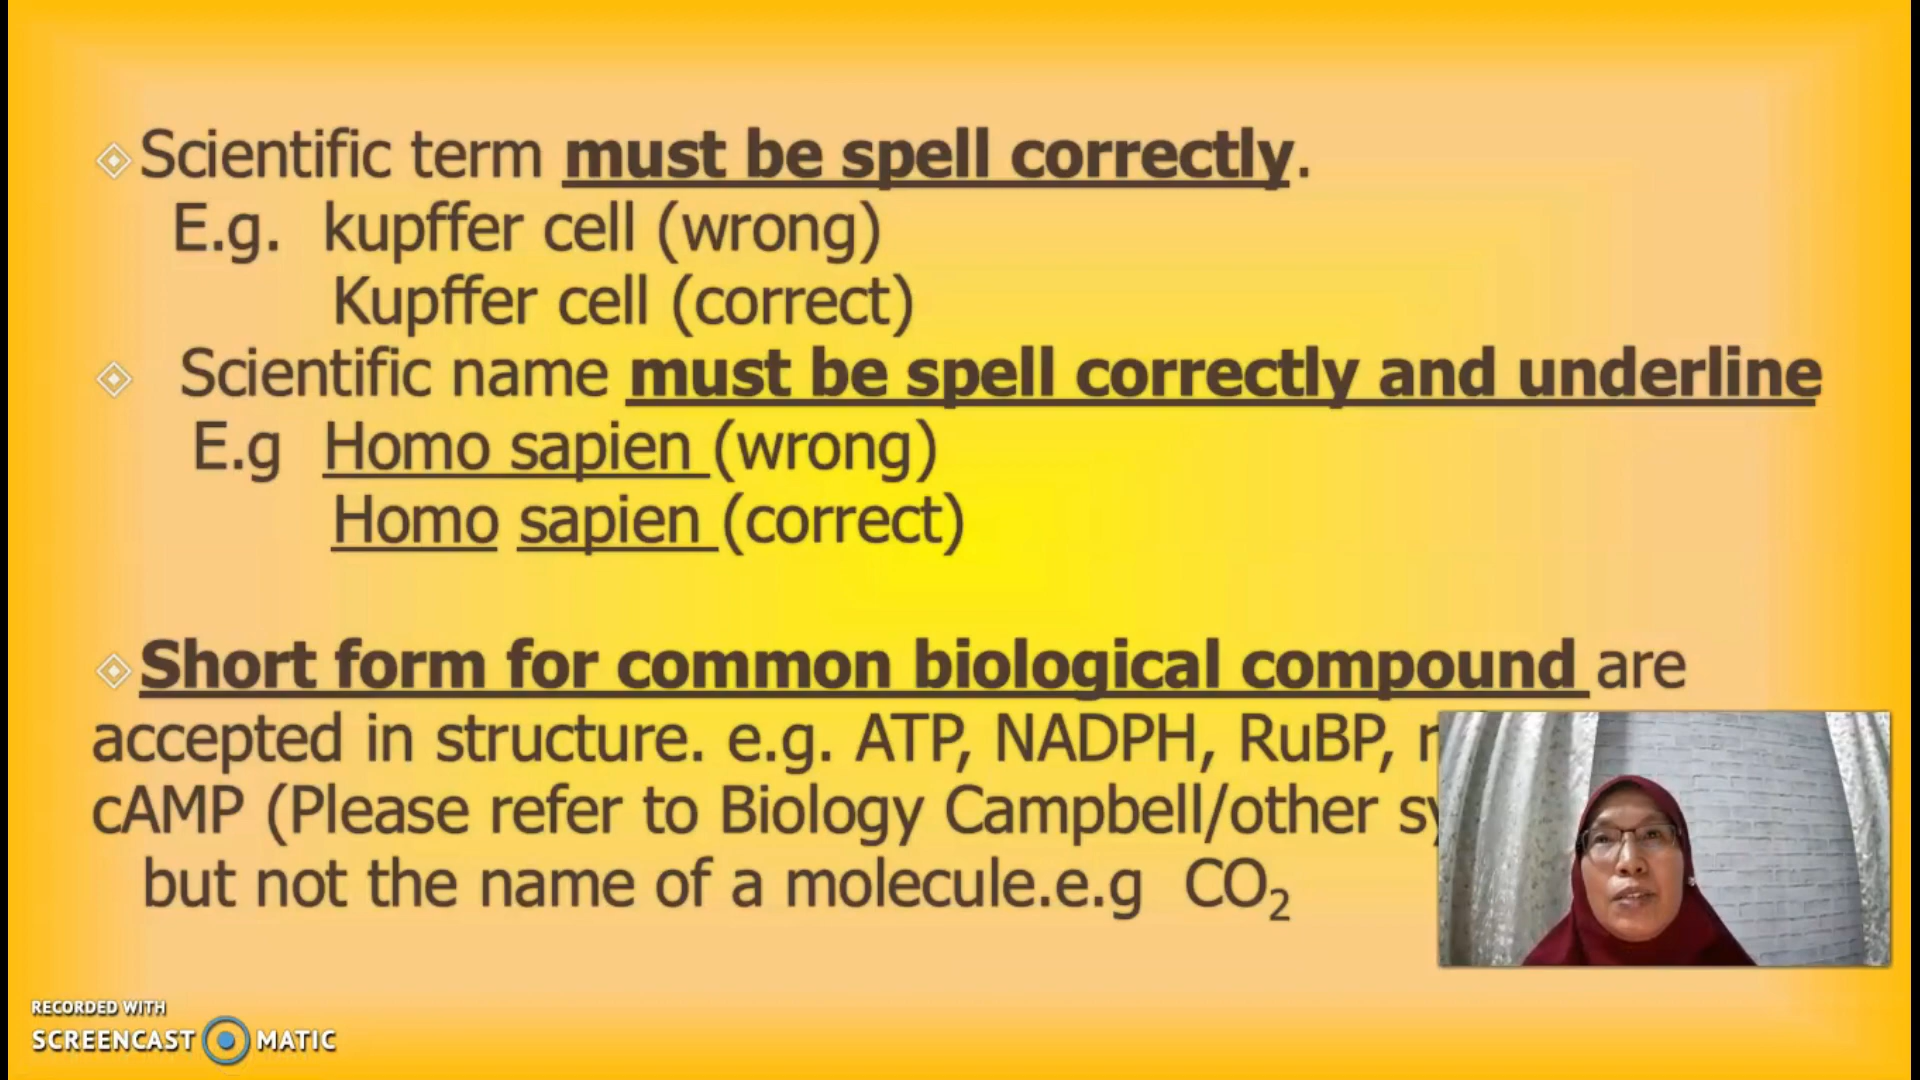 Scientific term must be spell correctly.
E.g. kupffer cell (wrong)
Kupffer cell (correct)
Scientific name must be spell correctly and underline
E.g Homo sapien (wrong)
Homo sapien (correct)
Short form for common biological compound are
accepted in structure. e.g. ATP, NADPH, RuBP,
cAMP (Please refer to Biology Campbell/other
but not the name of a molecule.e.g CO₂
RECORDED WITH
SCREENCAST MATIC